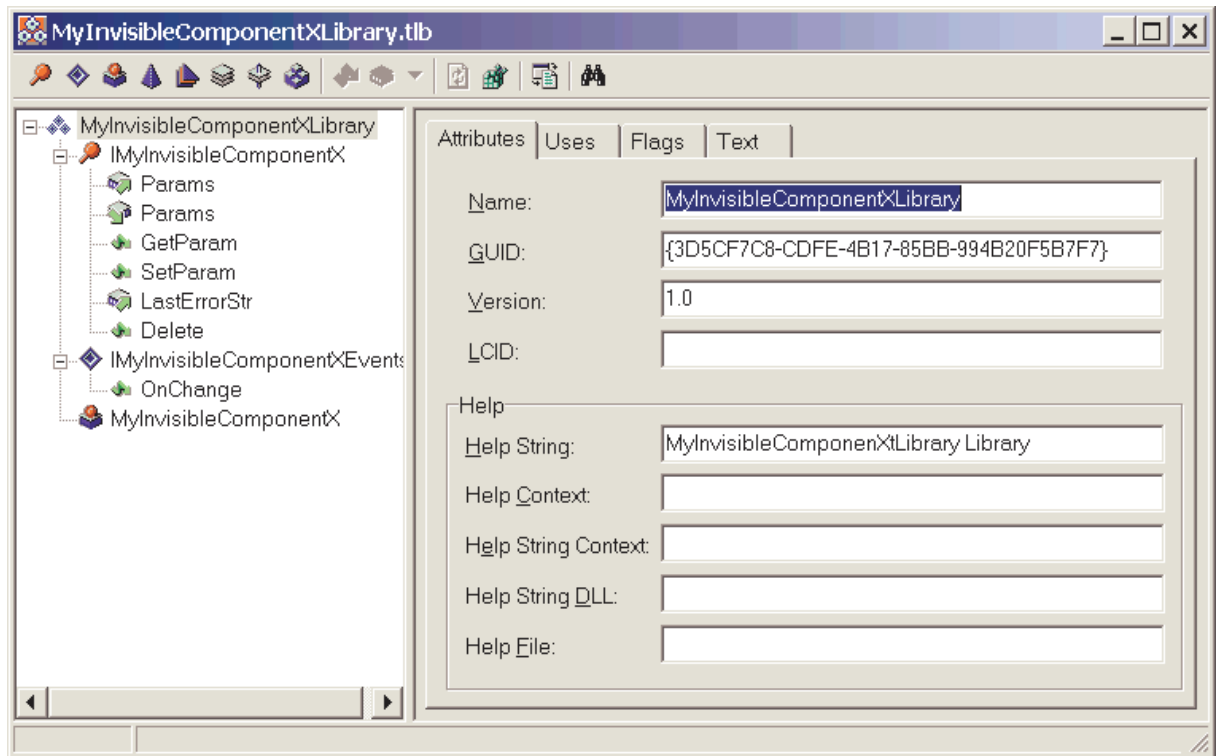 MyInvisibleComponentXLibrary.tlb
MyInvisibleComponentXLibrary
IMyInvisibleComponentX
Params
Params
GetParam
SetParam
LastErrorStr
Delete
IMyInvisibleComponentXEvents
OnChange
MyInvisibleComponentX
Attributes Uses Flags Text
Name: MyInvisibleComponentXLibrary
GUID: {3D5CF7C8-CDFE-4B17-85BB-994B20F5B7F7}
Version: 1.0
LCID:
Help
Help String: MyInvisibleComponenXtLibrary Library
Help Context:
Help String Context:
Help String DLL:
Help File: